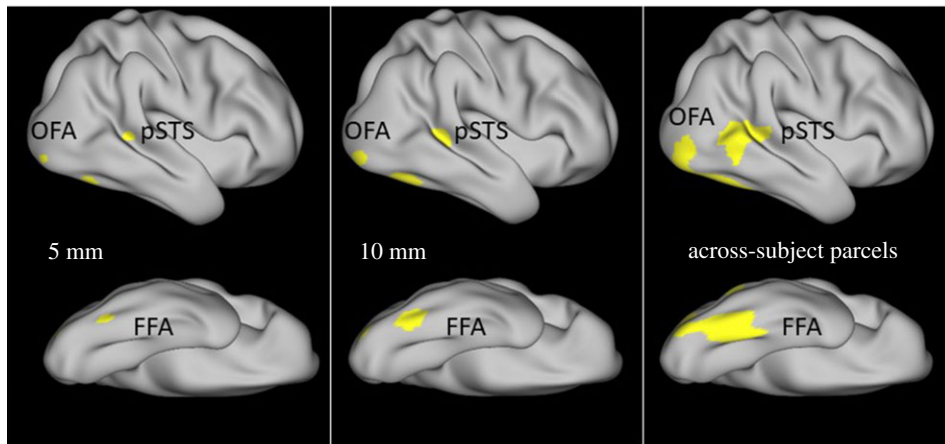 OFA
pSTS
5 mm
FFA
OFA
pSTS
10 mm
FFA
OFA
pSTS
across-subject parcels
FFA